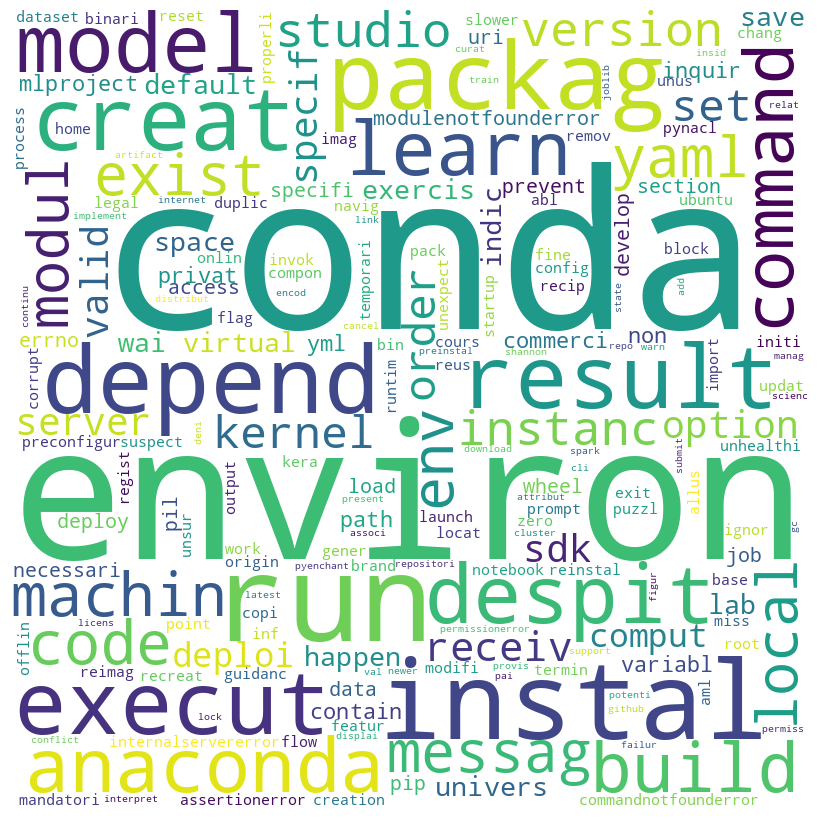 dataset binari reset
model
studio
slower
uri
curat
properli
version
save
chang
mlproject default
specif
train
joblib
inquir
unus
insid
packag
set
command
relat
process
home
creat
imag
modulenotfounderror
remov
pynacl
learn
yaml
artifact
exist
legal
duplic
implement
internet
specifi exercis
navig
link
prevent
abl
section
ubuntu
indic
develop
modul
valid
conda
space
onlin
privat
access
invok
compon
encod
distribut
flag
cancel
temporari
pack
unexpect
order
startup
fine
config
recip
block
state
add
continu
errno
corrupt
wai
virtual
yml
bin
cours
preinstal
reus
runtim
commerci
shannon
non
repo
warn
import
initi
manag
updat
scienc
depend
result
env
server
preconfigur
suspect
kernel
deni
instanc
option
unhealthi
download
spark
cli
submit
allus
environ
regist
output
kera
load
present
path
associ
launch
locat
wheel
attribut
prompt
zero
cluster
exit
puzzl
ignor
gc
deploy
pil
unsur
work
gener
origin
pyenchant
brand
repositori
notebook
reinstal
sdk
job
base
miss
figur
necessari
machin
run
despit
lab
local
latest
copi
licens
point
inf
permissionerror
support
comput
root
offlin
code
deploi
happen
receiv
variabl
reimag
recreat
guidanc
val
newer
modifi
provis
termin
pai
aml
potenti
github
data
contain
execut
lock
instal
featur
displai
flow
internalservererror
conflict
permiss
failur
anaconda
messag
build
pip
univers
mandatori
interpret
assertionerror
creation
commandnotfounderror